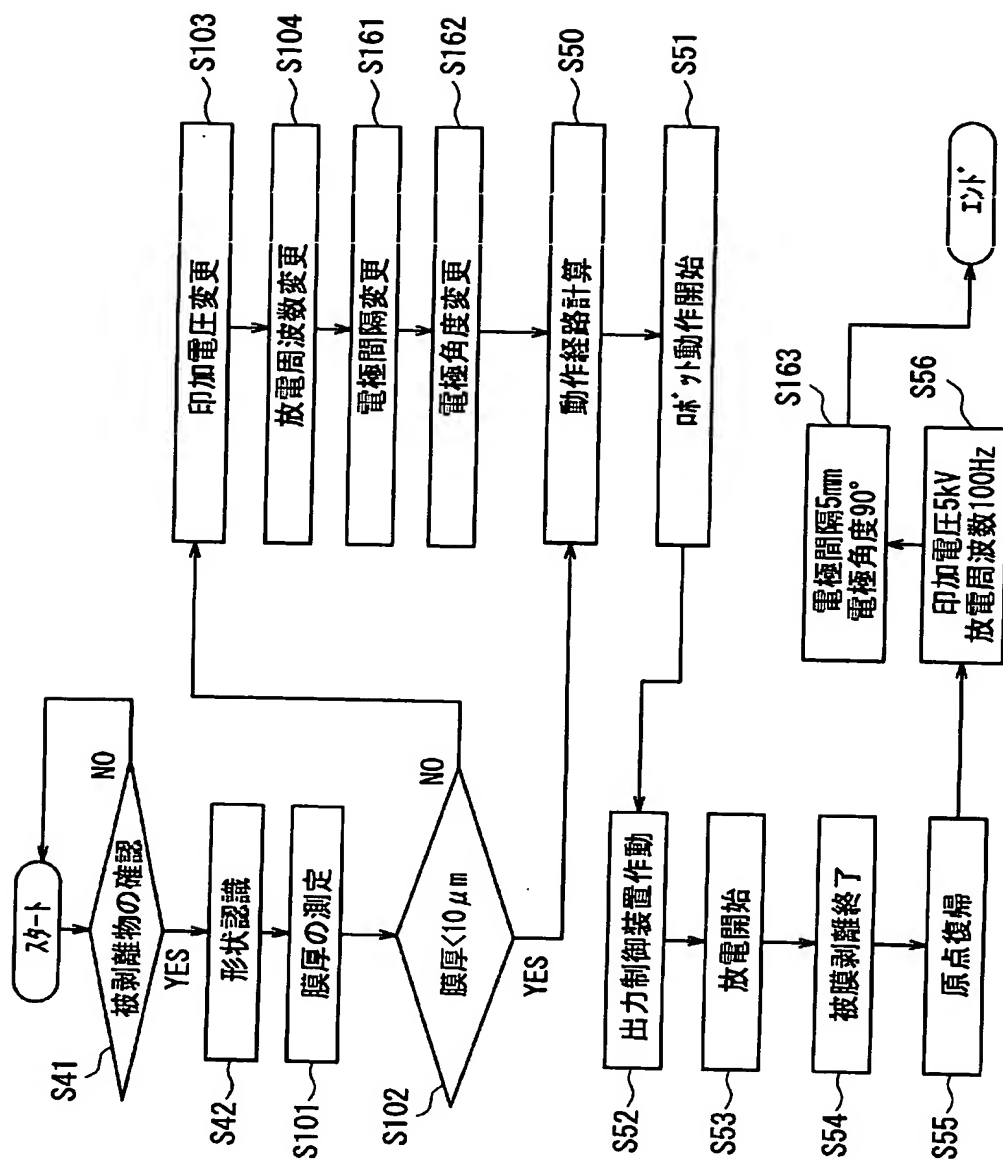 スタート
被剥離物の確認
S41
NO
YES
形状認識
S42
膜厚の測定
S101
膜厚<10μm
S102
NO
YES
印加電圧変更
S103
放電周波数変更
S104
電極間隔変更
S161
電極角度変更
S162
動作経路計算
S50
ロボット動作開始
S51
出力制御装置作動
S52
放電開始
S53
被膜剥離終了
S54
原点復帰
S55
印加電圧5kV
放電周波数100Hz
S56
電極間隔5mm
電極角度90°
S163
エンド